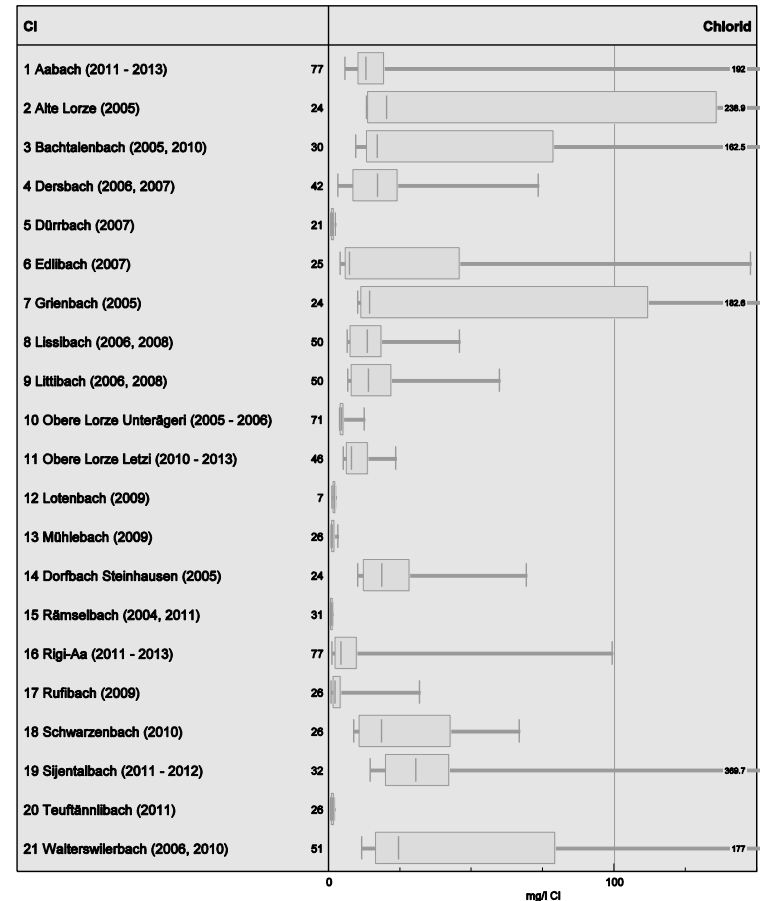 Cl Chlorid
1 Aabach (2011 - 2013) 77 192
2 Alte Lorze (2005) 24 236.9
3 Bachtalenbach (2005, 2010) 30 162.5
4 Dersbach (2006, 2007) 42
5 Dürrbach (2007) 21
6 Edlibach (2007) 25
7 Grienbach (2005) 24 182.6
8 Lissibach (2006, 2008) 50
9 Littibach (2006, 2008) 50
10 Obere Lorze Unterägeri (2005 - 2006) 71
11 Obere Lorze Letzi (2010 - 2013) 46
12 Lotenbach (2009) 7
13 Mühlebach (2009) 26
14 Dorfbach Steinhausen (2005) 24
15 Rämselbach (2004, 2011) 31
16 Rigi-Aa (2011 - 2013) 77
17 Rufibach (2009) 26
18 Schwarzenbach (2010) 26
19 Sijentalbach (2011 - 2012) 32 369.7
20 Teuftännlibach (2011) 26
21 Walterswilerbach (2006, 2010) 51 177
0 100
mg/l Cl